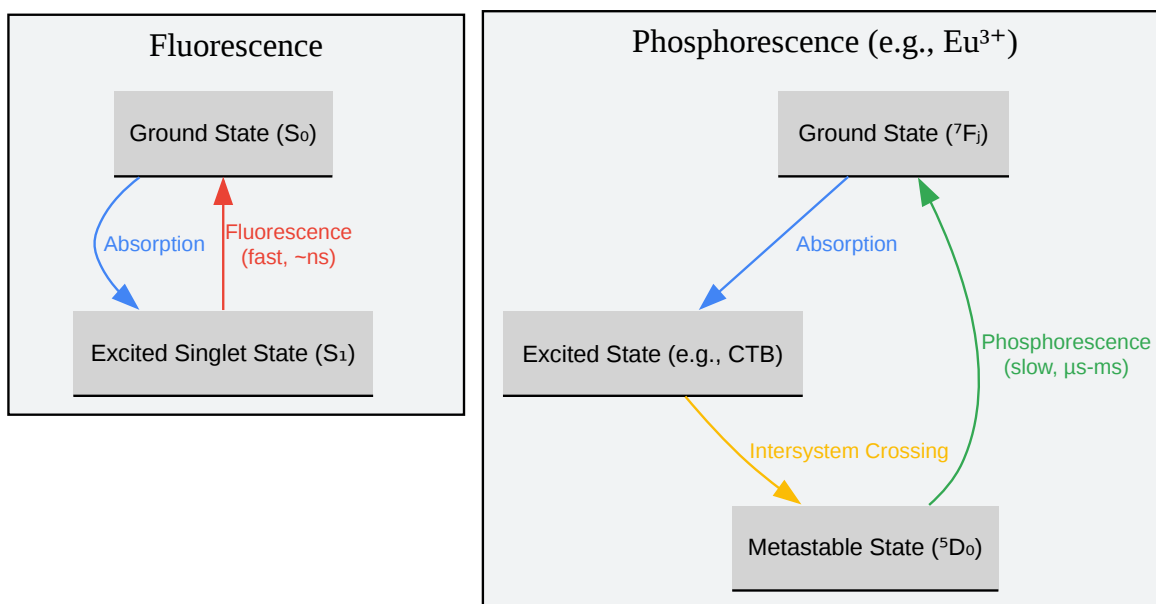 Fluorescence
Ground State (S₀)
Absorption
Fluorescence
(fast, ~ns)
Excited Singlet State (S₁)
Phosphorescence (e.g., Eu³⁺)
Ground State (⁷Fⱼ)
Absorption
Excited State (e.g., CTB)
Phosphorescence
(slow, µs-ms)
Intersystem Crossing
Metastable State (⁵D₀)